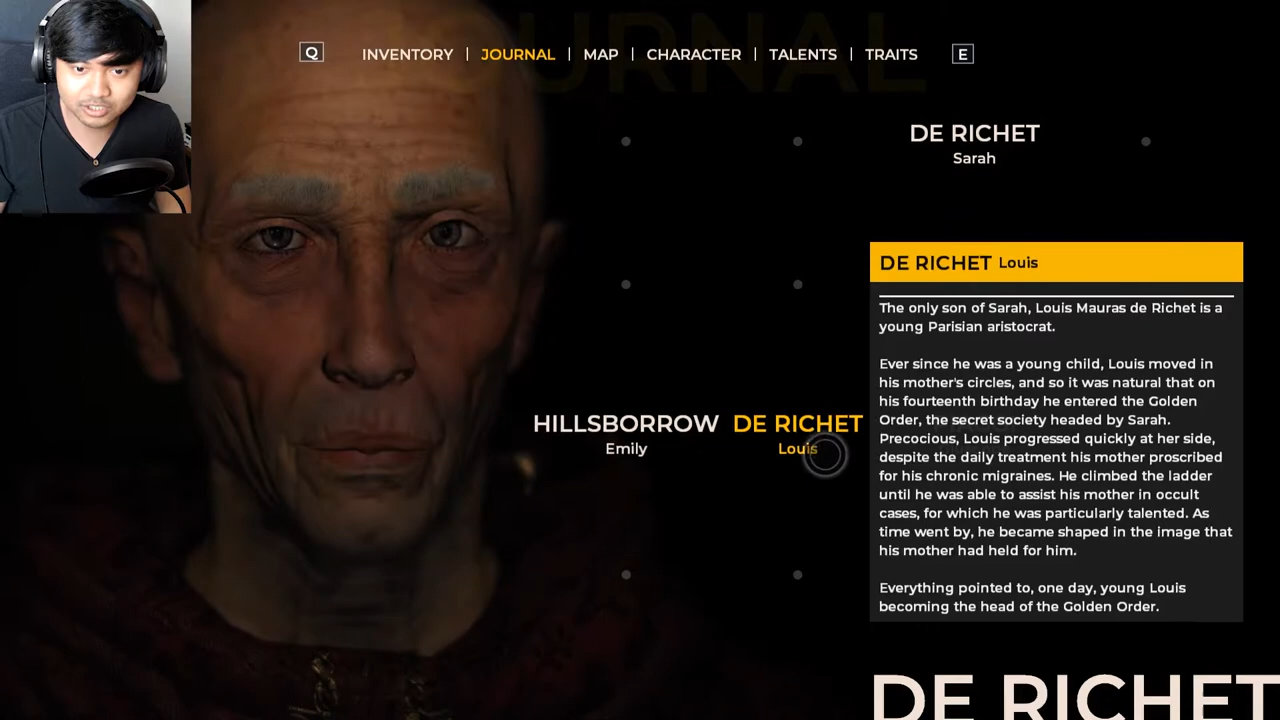 JOURNAL
Q INVENTORY | JOURNAL | MAP | CHARACTER | TALENTS | TRAITS E
DE RICHET
Sarah
DE RICHET Louis
The only son of Sarah, Louis Mauras de Richet is a
young Parisian aristocrat.
Ever since he was a young child, Louis moved in
his mother's circles, and so it was natural that on
his fourteenth birthday he entered the Golden
Order, the secret society headed by Sarah.
Precocious, Louis progressed quickly at her side,
despite the daily treatment his mother proscribed
for his chronic migraines. He climbed the ladder
until he was able to assist his mother in occult
cases, for which he was particularly talented. As
time went by, he became shaped in the image that
his mother had held for him.
Everything pointed to, one day, young Louis
becoming the head of the Golden Order.
HILLSBORROW
Emily
DE RICHET
Louis
DE RICHET